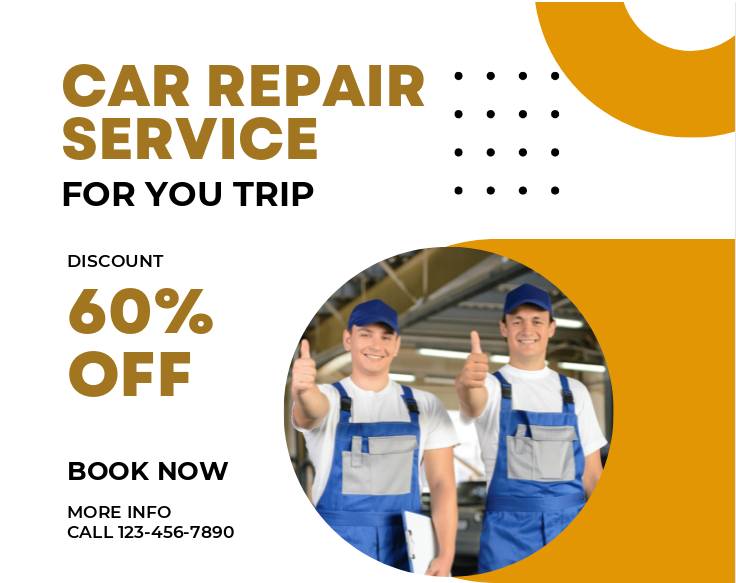 CAR REPAIR
SERVICE
FOR YOU TRIP
DISCOUNT
60%
OFF
BOOK NOW
MORE INFO
CALL 123-456-7890